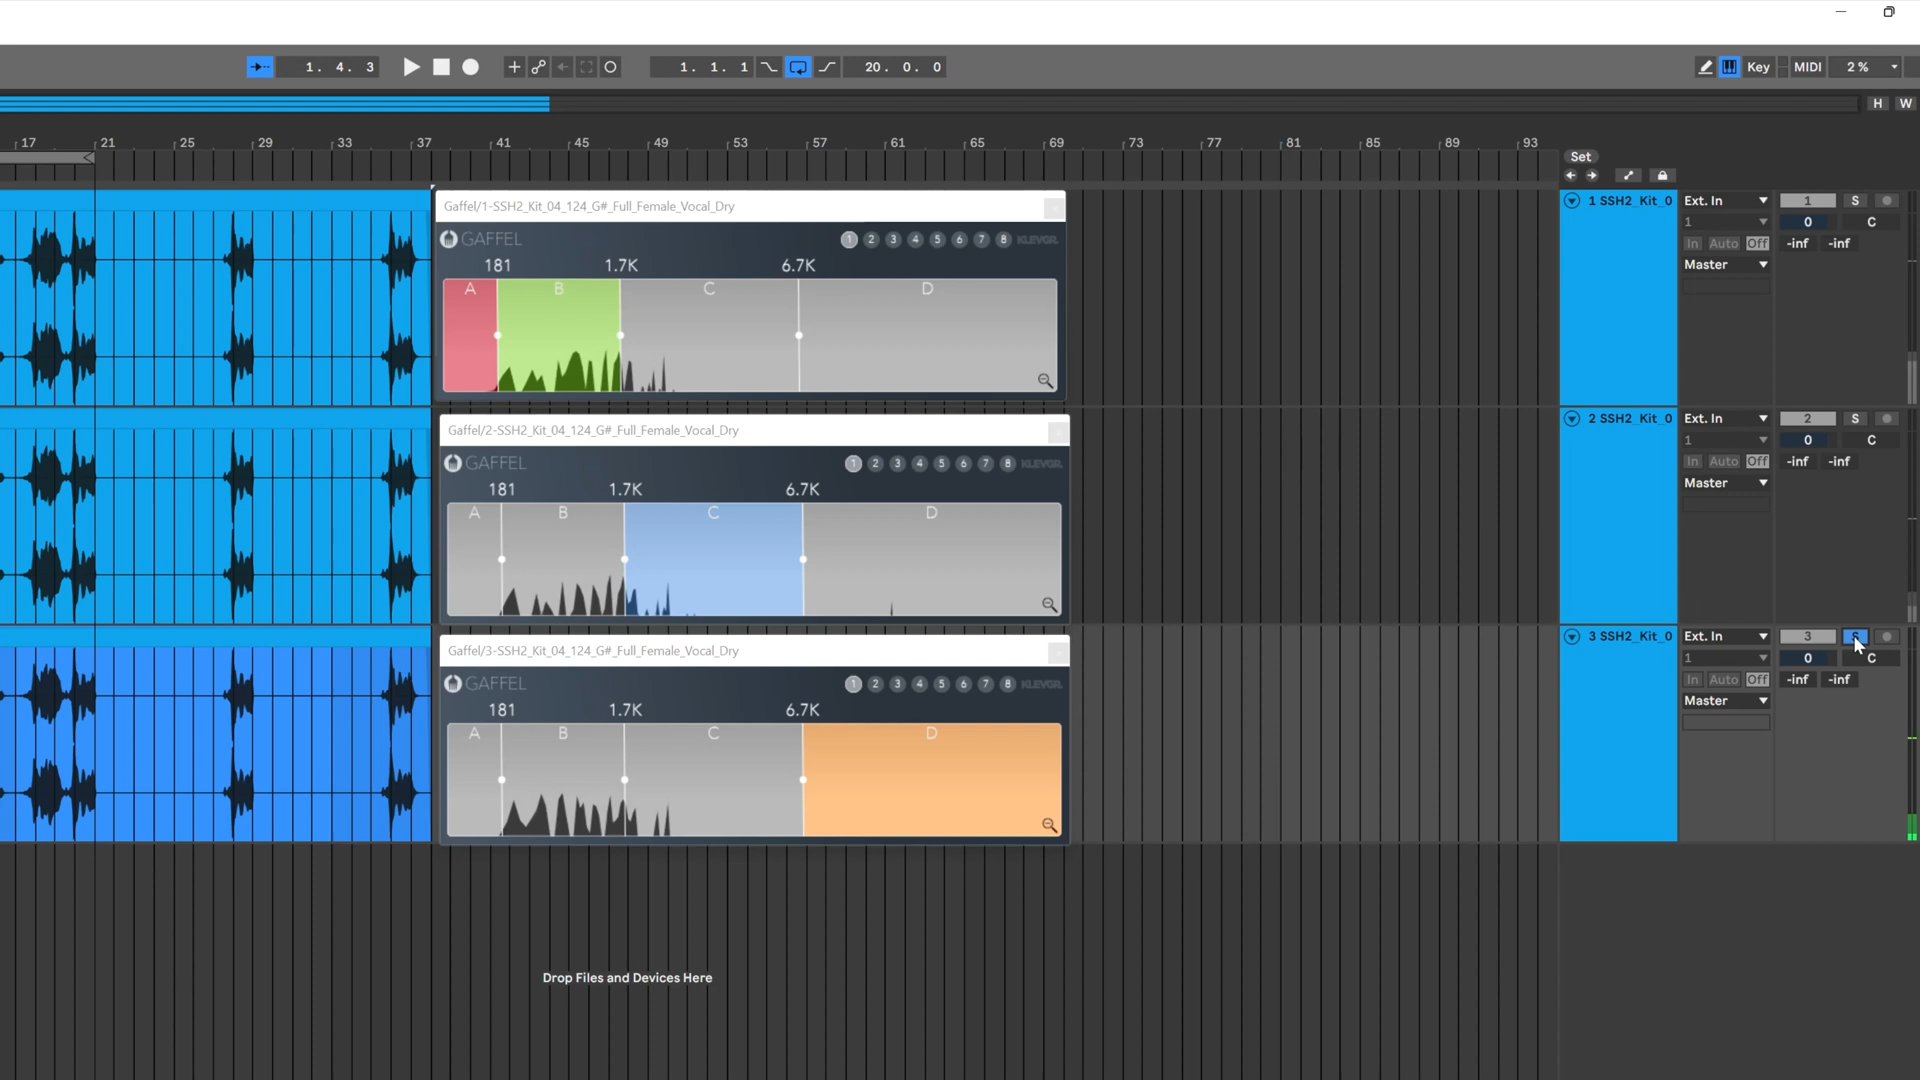 1. 4. 3 1. 1. 1 20. 0. 0 Key MIDI 2%
H W
17 21 25 29 33 37 41 45 49 53 57 61 65 69 73 77 81 85 89 93
Set
1 SSH2_Kit_0 Ext. In 1 S
1 0 C
In Auto Off -inf -inf
Master
Gaffel/1-SSH2_Kit_04_124_G#_Full_Female_Vocal_Dry
GAFFEL 1 2 3 4 5 6 7 8 KLEVGR.
181 1.7K 6.7K
A B C D
2 SSH2_Kit_0 Ext. In 2 S
1 0 C
In Auto Off -inf -inf
Master
Gaffel/2-SSH2_Kit_04_124_G#_Full_Female_Vocal_Dry
GAFFEL 1 2 3 4 5 6 7 8 KLEVGR.
181 1.7K 6.7K
A B C D
3 SSH2_Kit_0 Ext. In 3 S
1 0 C
In Auto Off -inf -inf
Master
Gaffel/3-SSH2_Kit_04_124_G#_Full_Female_Vocal_Dry
GAFFEL 1 2 3 4 5 6 7 8 KLEVGR.
181 1.7K 6.7K
A B C D
Drop Files and Devices Here